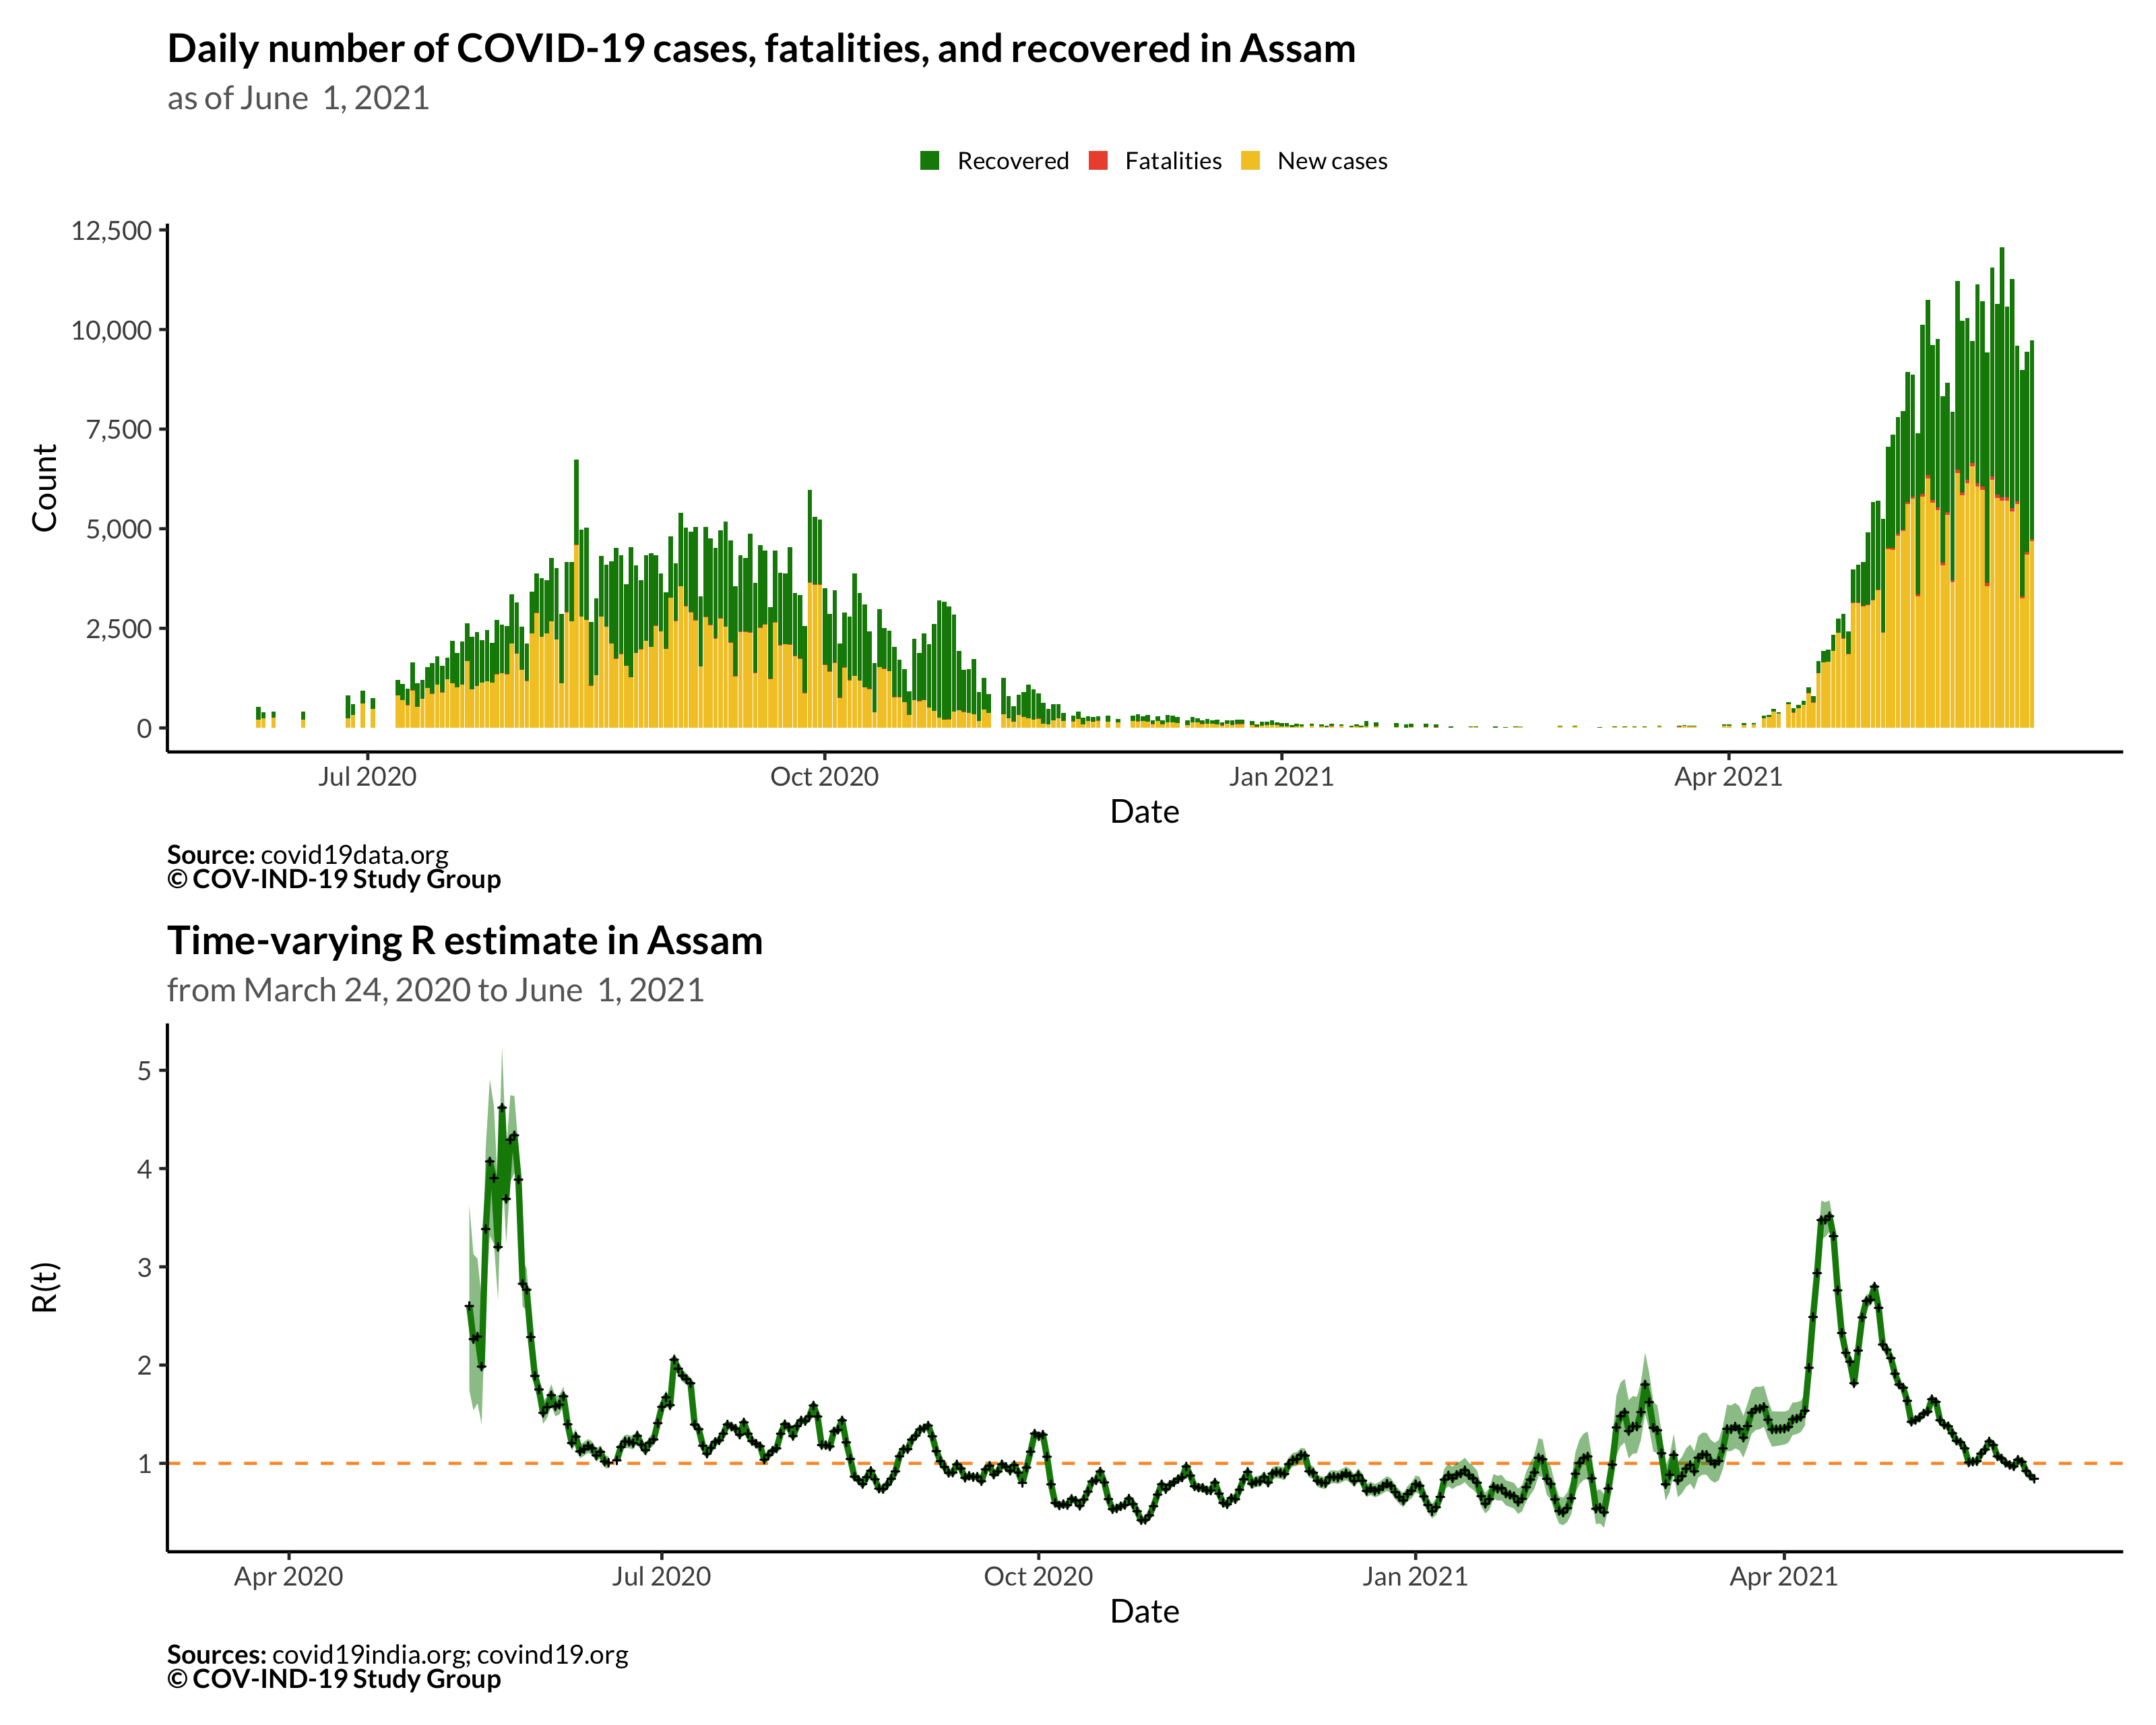 Daily number of COVID-19 cases, fatalities, and recovered in Assam
as of June  1, 2021
Recovered Fatalities New cases
12,500
10,000
7,500
5,000
2,500
0
Count
Jul 2020 Oct 2020 Jan 2021 Apr 2021
Date
Source: covid19data.org
© COV-IND-19 Study Group
Time-varying R estimate in Assam
from March 24, 2020 to June  1, 2021
5
4
3
2
1
R(t)
Apr 2020 Jul 2020 Oct 2020 Jan 2021 Apr 2021
Date
Sources: covid19india.org; covind19.org
© COV-IND-19 Study Group